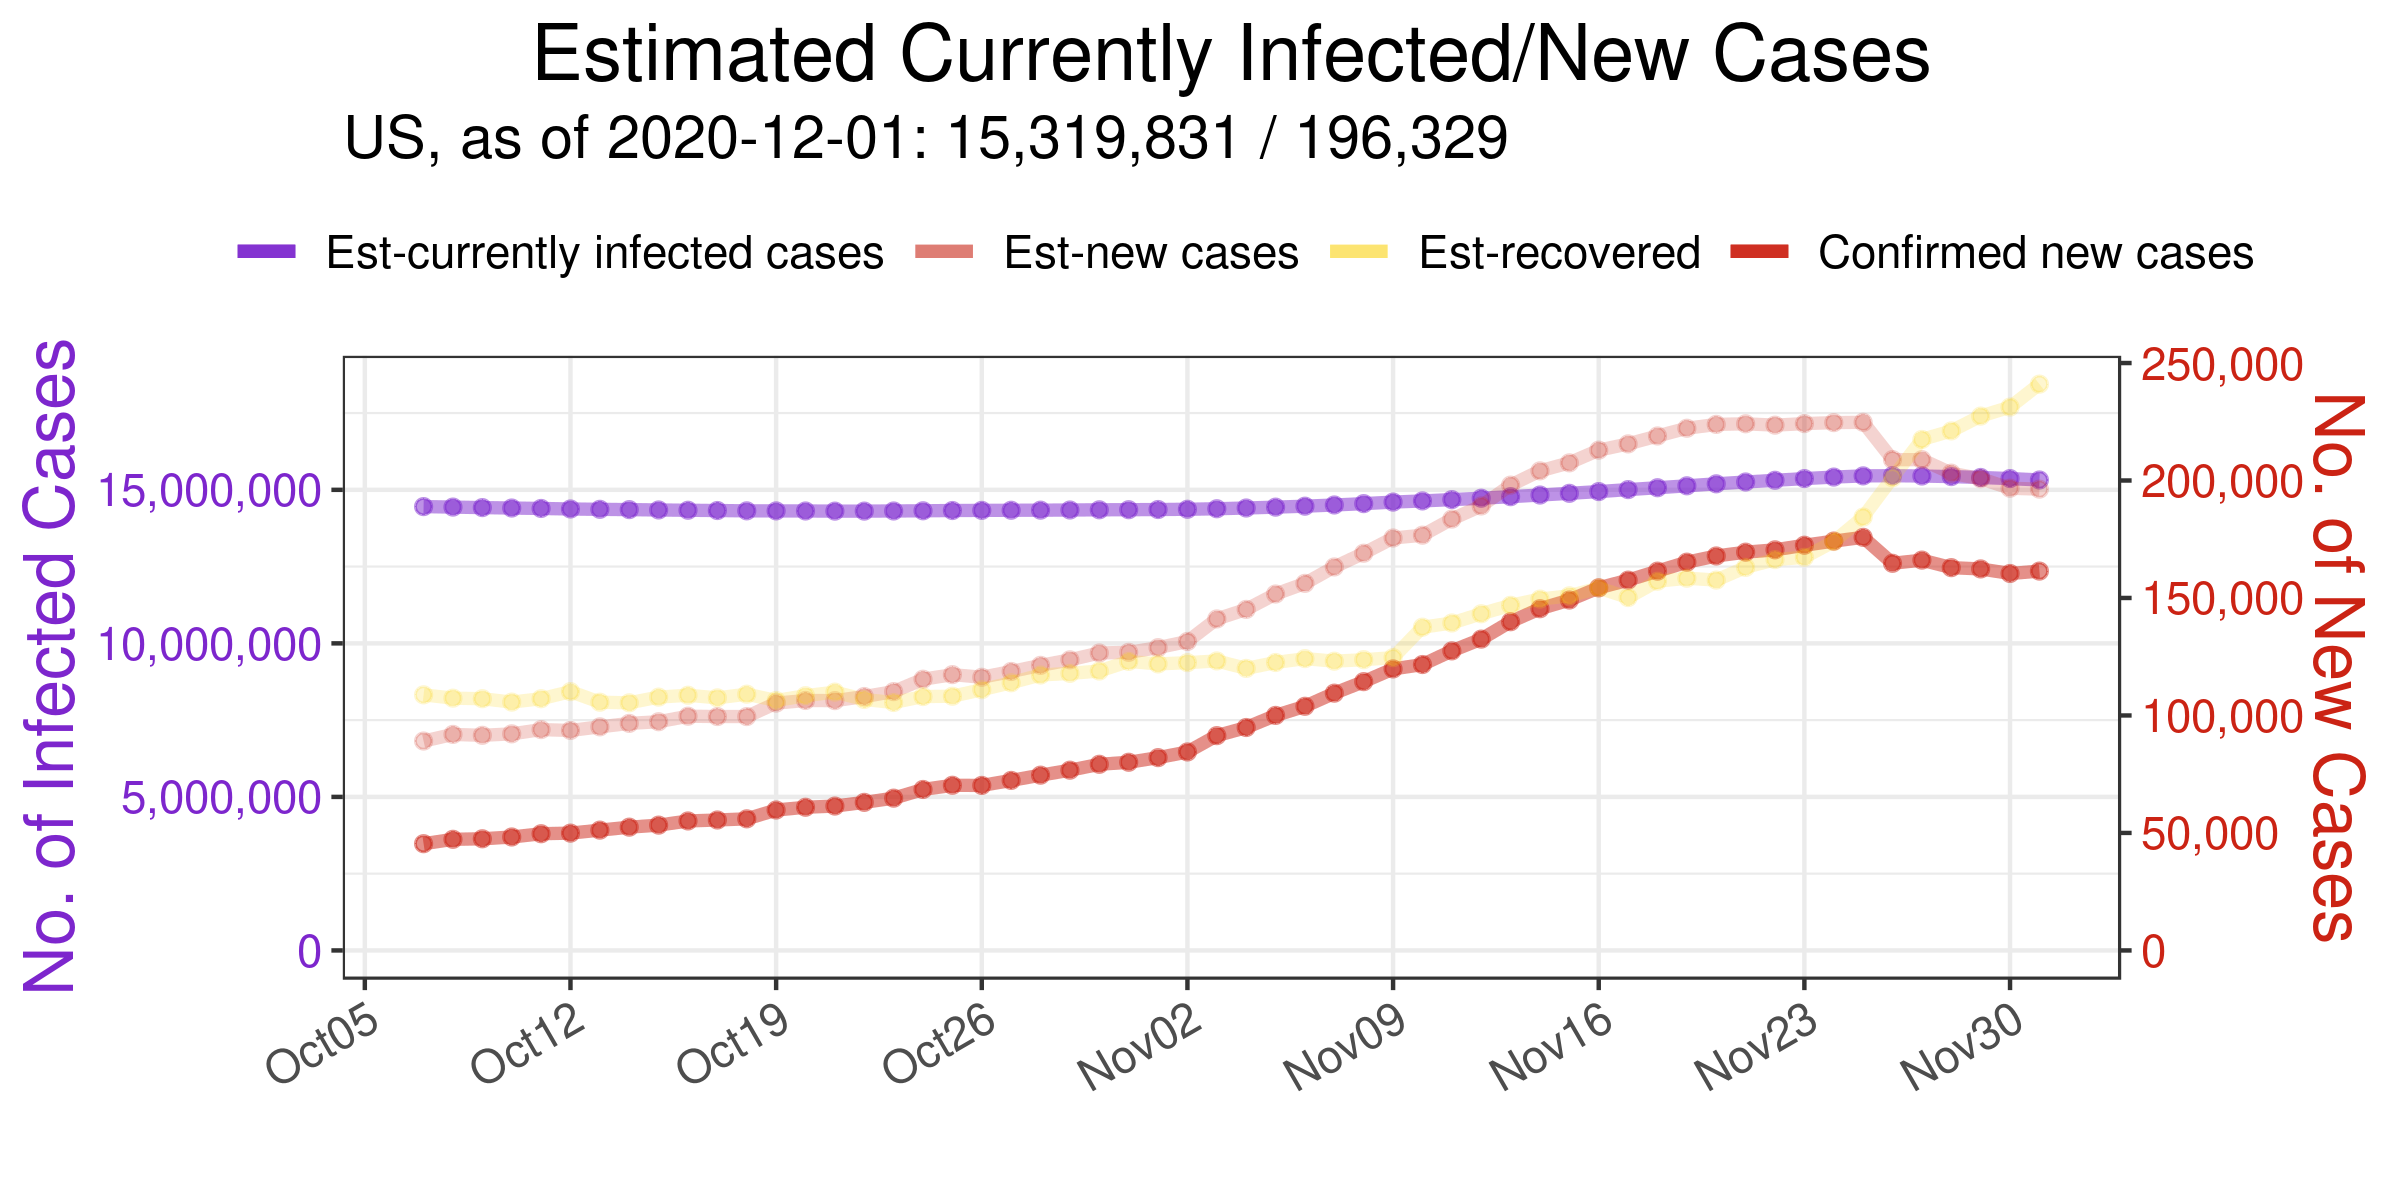 Estimated Currently Infected/New Cases
US, as of 2020-12-01: 15,319,831 / 196,329
Est-currently infected cases Est-new cases Est-recovered Confirmed new cases
No. of Infected Cases
15,000,000
10,000,000
5,000,000
0
250,000
200,000
150,000
100,000
50,000
0
No. of New Cases
Oct05 Oct12 Oct19 Oct26 Nov02 Nov09 Nov16 Nov23 Nov30